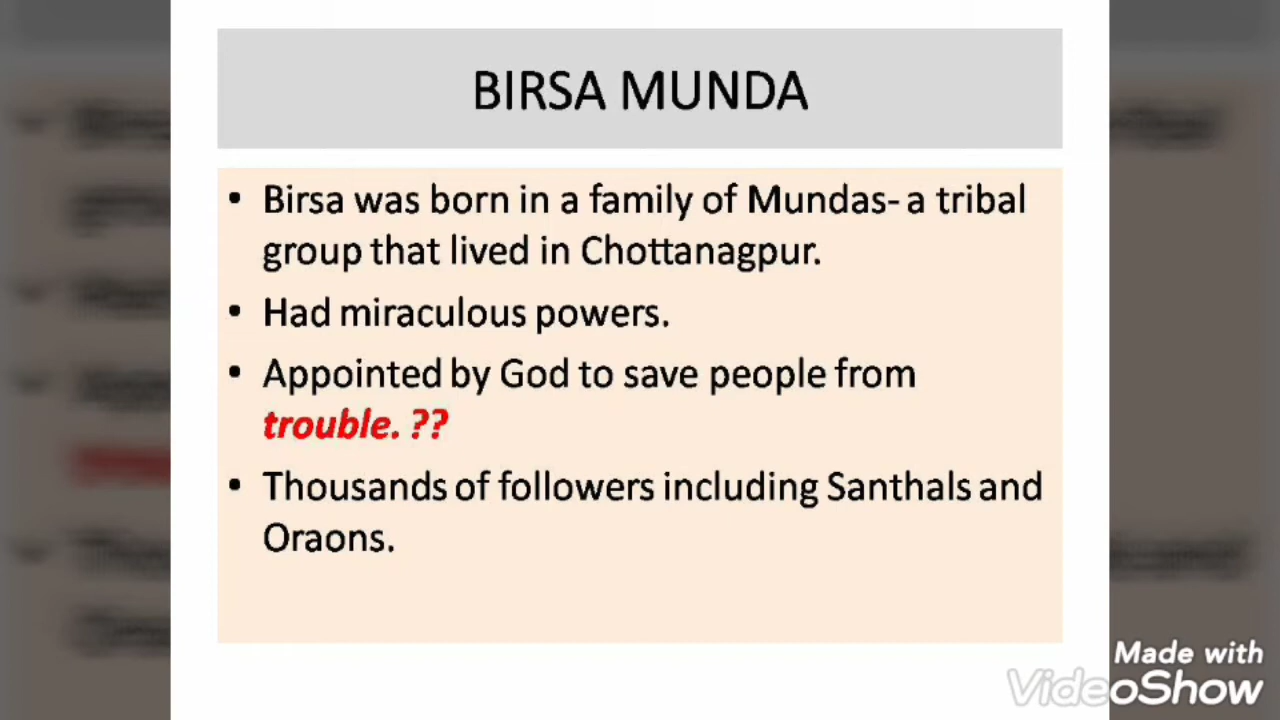 BIRSA MUNDA
• Birsa was born in a family of Mundas- a tribal
group that lived in Chottanagpur.
• Had miraculous powers.
• Appointed by God to save people from
trouble. ??
• Thousands of followers including Santhals and
Oraons.
Made with
VideoShow